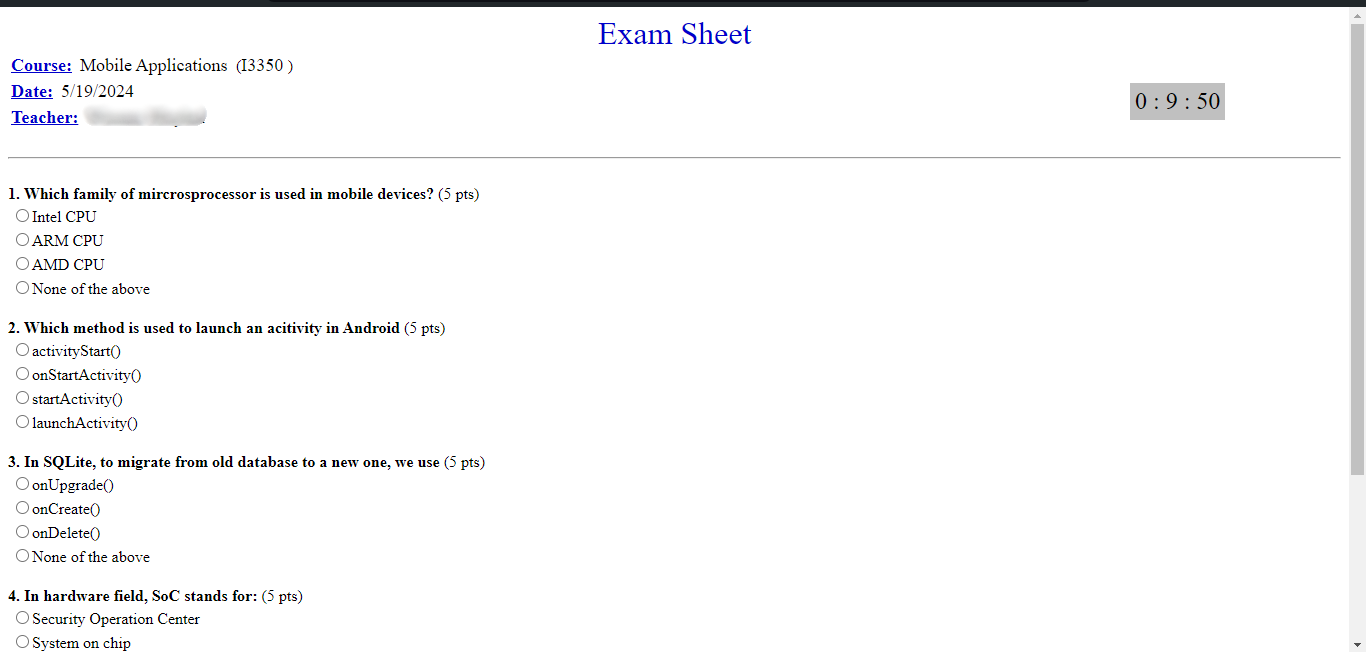 Exam Sheet
Course: Mobile Applications (I3350 )
Date: 5/19/2024
0 : 9 : 50
Teacher:
1. Which family of mircrosprocessor is used in mobile devices? (5 pts)
Intel CPU
ARM CPU
AMD CPU
None of the above
2. Which method is used to launch an acitivity in Android (5 pts)
activityStart()
onStartActivity()
startActivity()
launchActivity()
3. In SQLite, to migrate from old database to a new one, we use (5 pts)
onUpgrade()
onCreate()
onDelete()
None of the above
4. In hardware field, SoC stands for: (5 pts)
Security Operation Center
System on chip